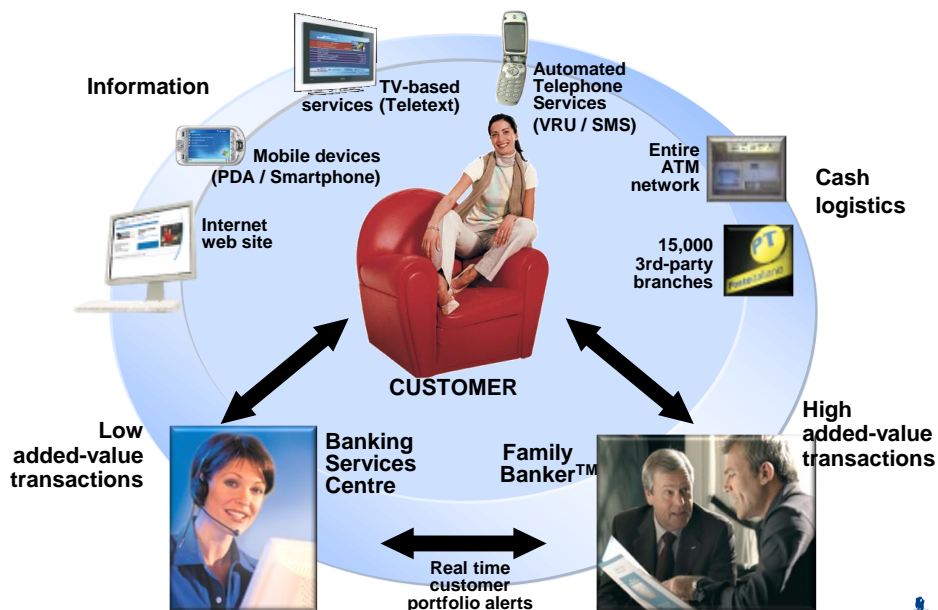 Information
TV-based
services (Teletext)
Automated
Telephone
Services
(VRU / SMS)
Mobile devices
(PDA / Smartphone)
Entire
ATM
network
Cash
logistics
Internet
web site
15,000
3rd-party
branches
PT
Posteitaliane
CUSTOMER
Low
added-value
transactions
Banking
Services
Centre
Family
Banker™
High
added-value
transactions
Real time
customer
portfolio alerts